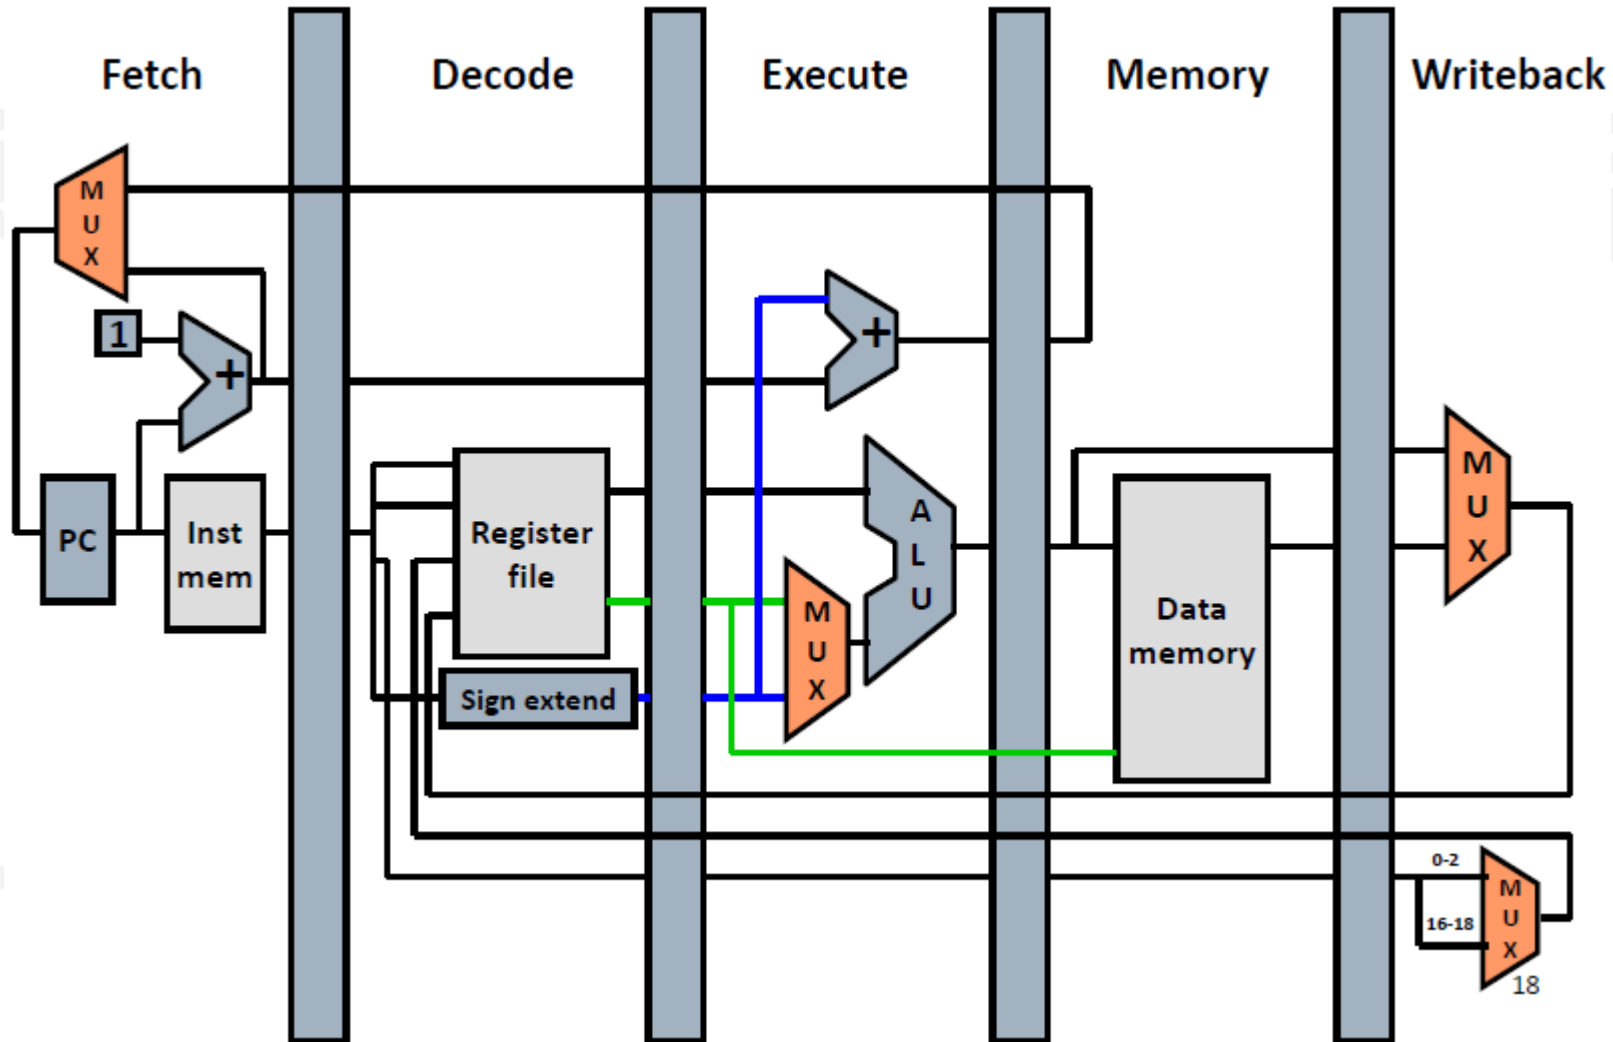 Fetch
Decode
Execute
Memory
Writeback
M
U
X
1
+
+
PC
Inst
mem
Register
file
Sign extend
M
U
X
A
L
U
Data
memory
M
U
X
0-2
16-18
M
U
X
18